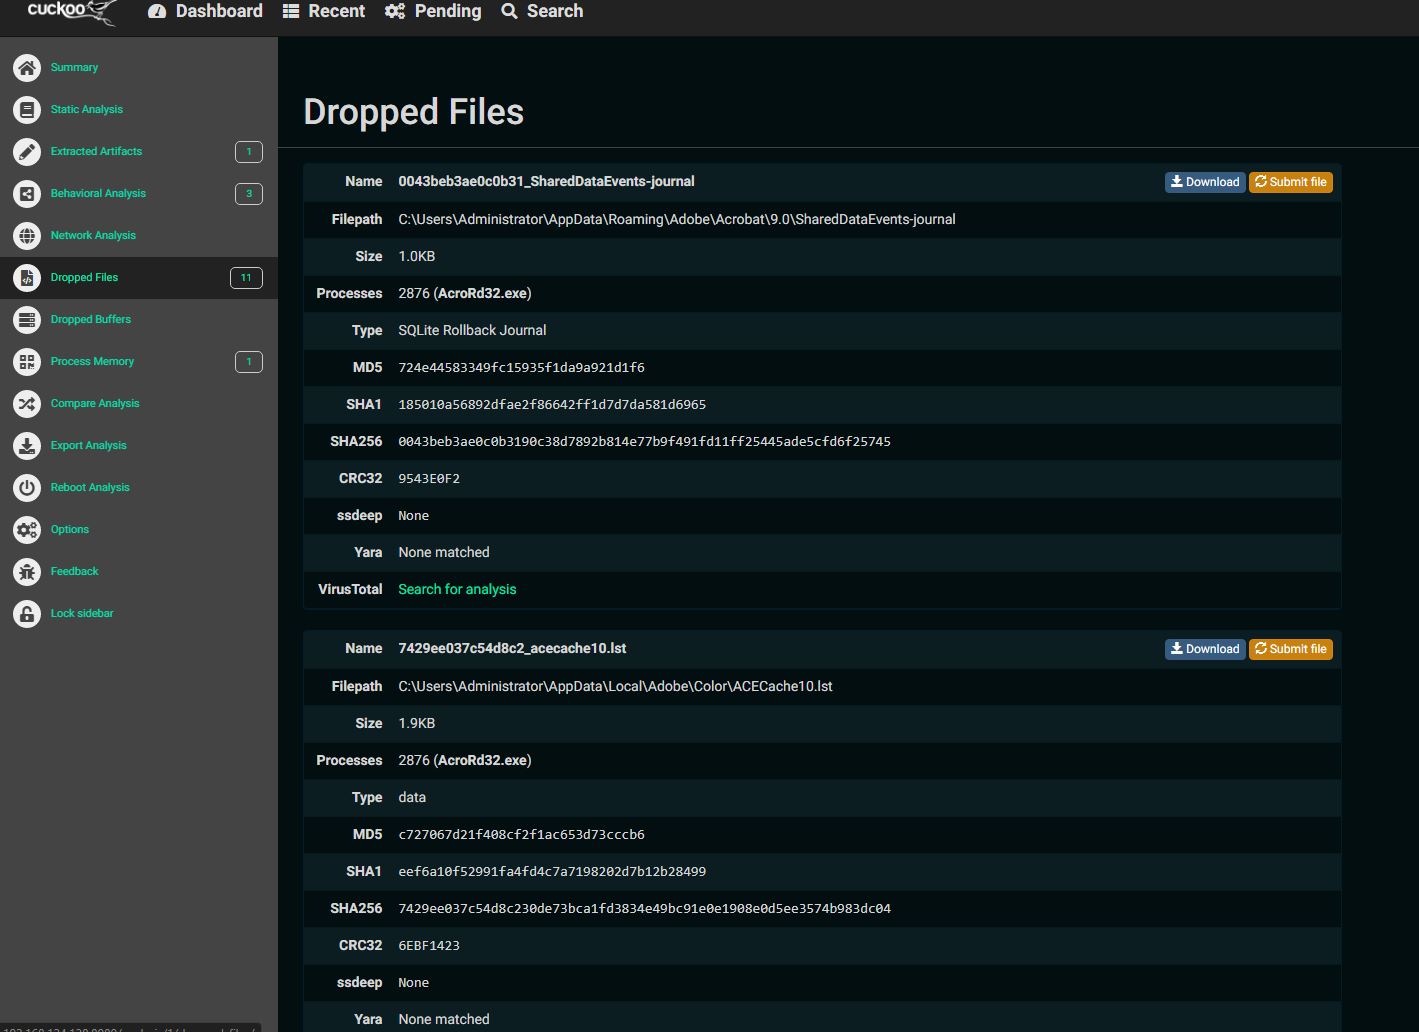 cuckoo Dashboard Recent Pending Search
Summary
Static Analysis
Extracted Artifacts 1
Behavioral Analysis 3
Network Analysis
Dropped Files 11
Dropped Buffers
Process Memory 1
Compare Analysis
Export Analysis
Reboot Analysis
Options
Feedback
Lock sidebar
Dropped Files
Name 0043beb3ae0c0b31_SharedDataEvents-journal Download Submit file
Filepath C:\Users\Administrator\AppData\Roaming\Adobe\Acrobat\9.0\SharedDataEvents-journal
Size 1.0KB
Processes 2876 (AcroRd32.exe)
Type SQLite Rollback Journal
MD5 724e44583349fc15935f1da9a921d1f6
SHA1 185010a56892dfae2f86642ff1d7d7da581d6965
SHA256 0043beb3ae0c0b3190c38d7892b814e77b9f491fd11ff25445ade5cfd6f25745
CRC32 9543E0F2
ssdeep None
Yara None matched
VirusTotal Search for analysis
Name 7429ee037c54d8c2_acecache10.lst Download Submit file
Filepath C:\Users\Administrator\AppData\Local\Adobe\Color\ACECache10.lst
Size 1.9KB
Processes 2876 (AcroRd32.exe)
Type data
MD5 c727067d21f408cf2f1ac653d73cccb6
SHA1 eef6a10f52991fa4fd4c7a7198202d7b12b28499
SHA256 7429ee037c54d8c230de73bca1fd3834e49bc91e0e1908e0d5ee3574b983dc04
CRC32 6EBF1423
ssdeep None
Yara None matched